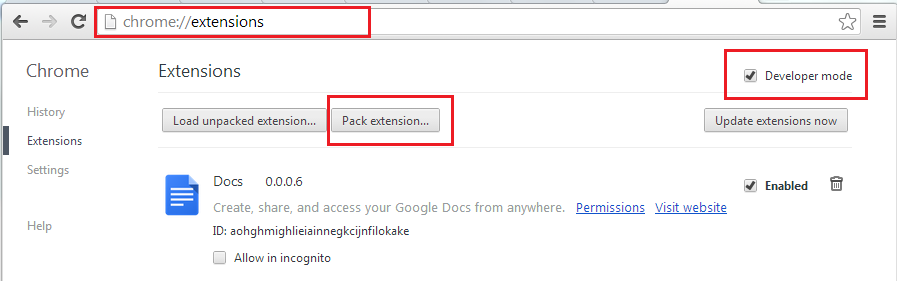 chrome://extensions
Chrome
Extensions
Developer mode
History
Extensions
Settings
Help
Load unpacked extension...
Pack extension...
Update extensions now
Docs 0.0.0.6
Enabled
Create, share, and access your Google Docs from anywhere. Permissions Visit website
ID: aohghmighlieiainnegkcijnfilokake
Allow in incognito